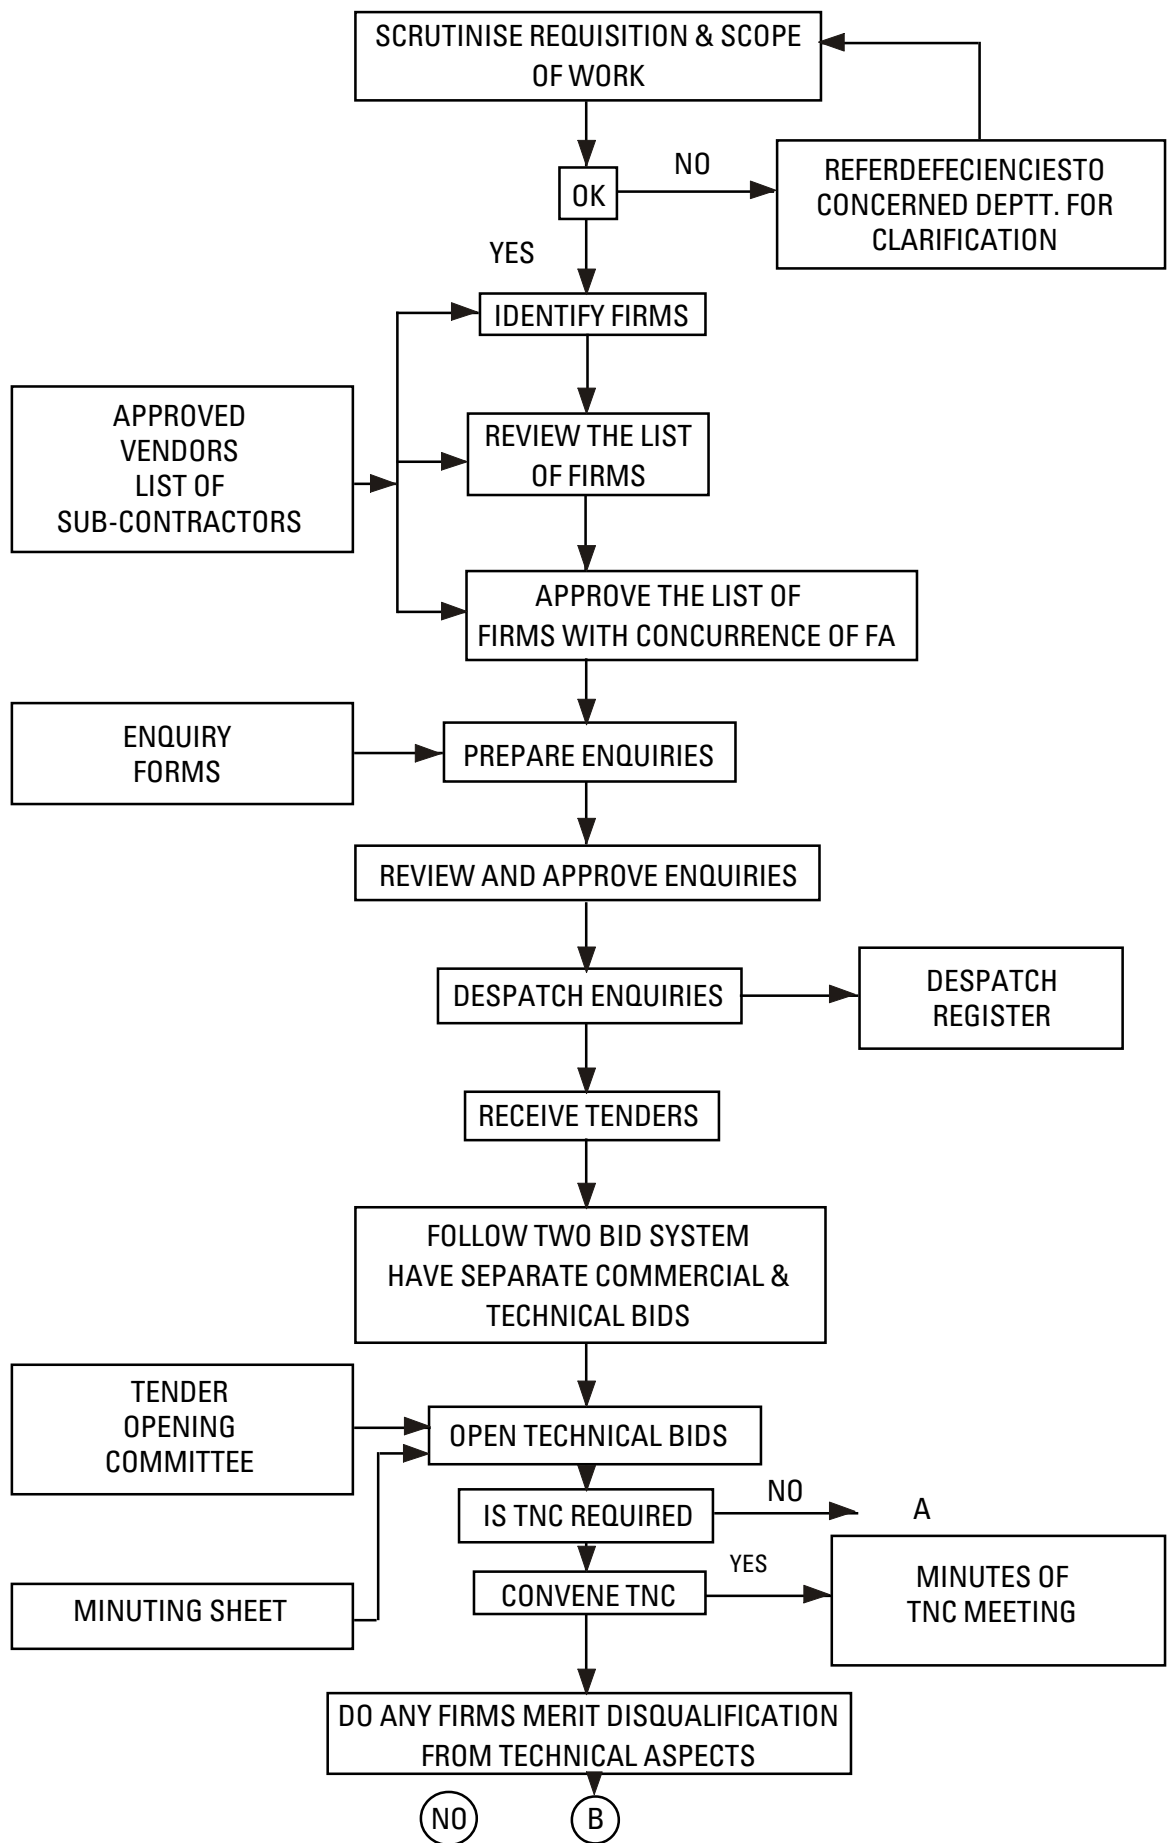 SCRUTINISE REQUISITION & SCOPE
OF WORK
OK
NO
REFERDEFECIENCIESTO
CONCERNED DEPTT. FOR
CLARIFICATION
YES
IDENTIFY FIRMS
APPROVED
VENDORS
LIST OF
SUB-CONTRACTORS
REVIEW THE LIST
OF FIRMS
APPROVE THE LIST OF
FIRMS WITH CONCURRENCE OF FA
ENQUIRY
FORMS
PREPARE ENQUIRIES
REVIEW AND APPROVE ENQUIRIES
DESPATCH ENQUIRIES
DESPATCH
REGISTER
RECEIVE TENDERS
FOLLOW TWO BID SYSTEM
HAVE SEPARATE COMMERCIAL &
TECHNICAL BIDS
TENDER
OPENING
COMMITTEE
OPEN TECHNICAL BIDS
IS TNC REQUIRED
NO
A
MINUTING SHEET
CONVENE TNC
YES
MINUTES OF
TNC MEETING
DO ANY FIRMS MERIT DISQUALIFICATION
FROM TECHNICAL ASPECTS
NO
B